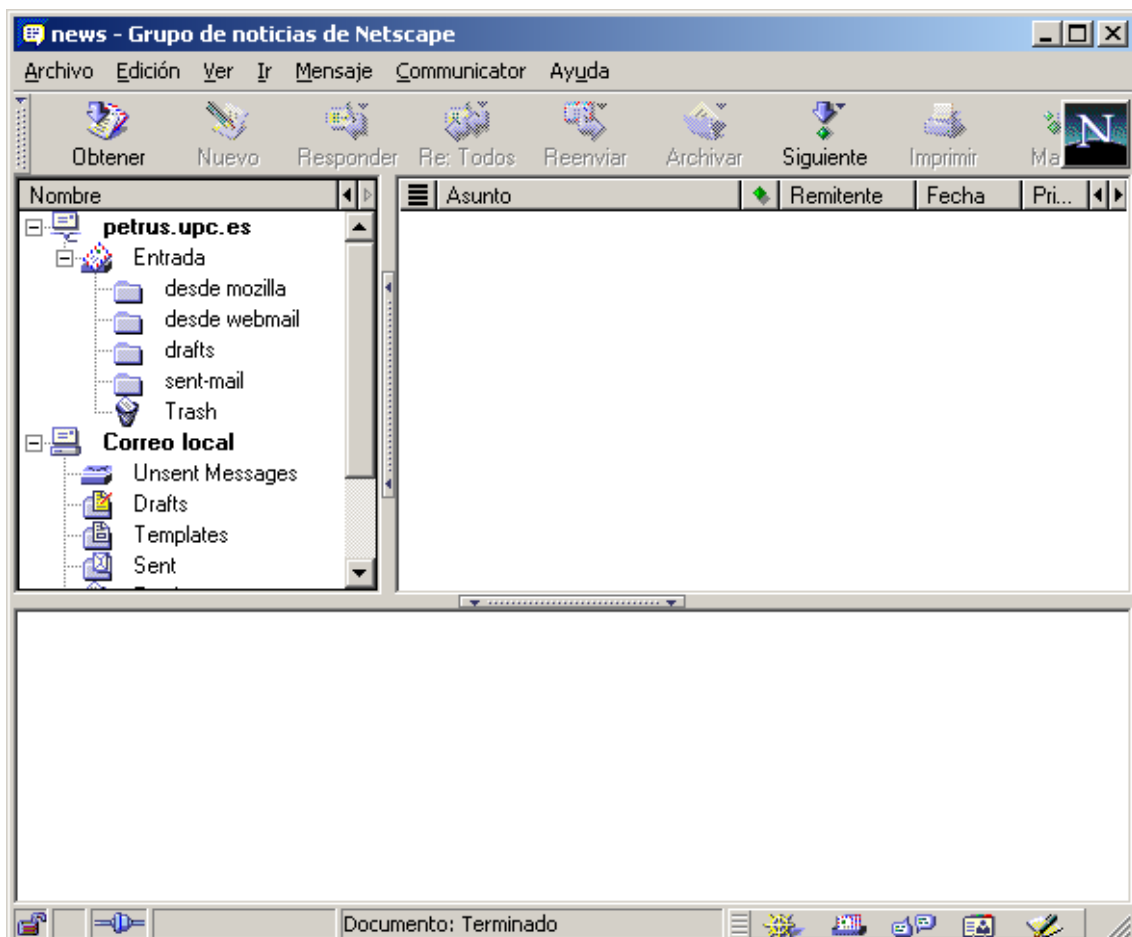 news - Grupo de noticias de Netscape
Archivo Edición Ver Ir Mensaje Communicator Ayuda
Obtener Nuevo Responder Re: Todos Reenviar Archivar Siguiente Imprimir Ma
N
Nombre
Asunto Remitente Fecha Pri...
petrus.upc.es
Entrada
desde mozilla
desde webmail
drafts
sent-mail
Trash
Correo local
Unsent Messages
Drafts
Templates
Sent
Documento: Terminado